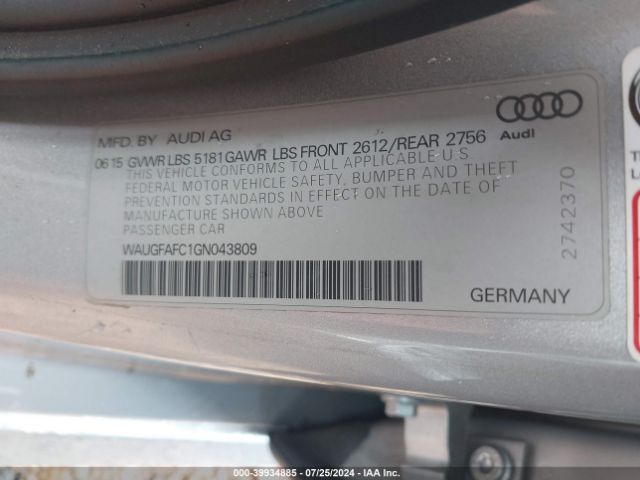 MFD. BY AUDI AG
Audi
0615 GVWR LBS 5181 GAWR LBS FRONT 2612/REAR 2756
THIS VEHICLE CONFORMS TO ALL APPLICABLE U.S
FEDERAL MOTOR VEHICLE SAFETY, BUMPER AND THEFT
PREVENTION STANDARDS IN EFFECT ON THE DATE OF
MANUFACTURE SHOWN ABOVE
PASSENGER CAR
WAUGFAFC1GN043809
GERMANY
2742370
000-39934885 - 07/25/2024 - IAA Inc.